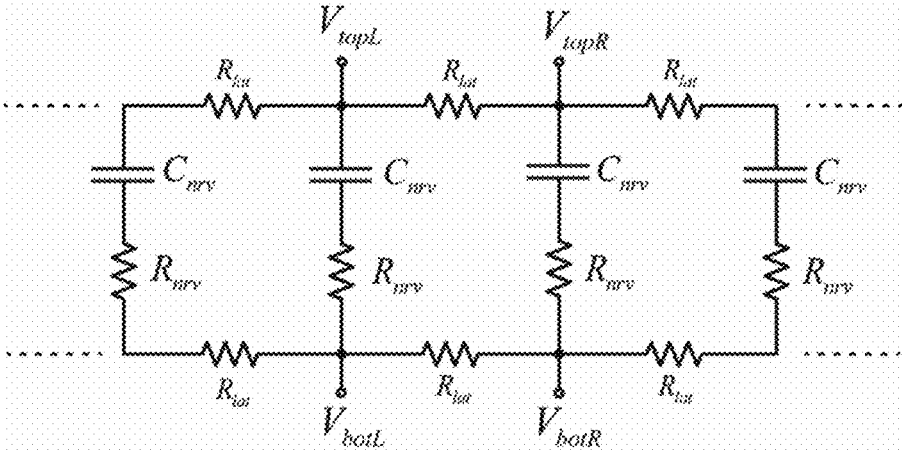 V_topL V_topR
R_lat R_lat R_lat
C_nrv C_nrv C_nrv C_nrv
R_nrv R_nrv R_nrv R_nrv
R_lat R_lat R_lat
V_botL V_botR